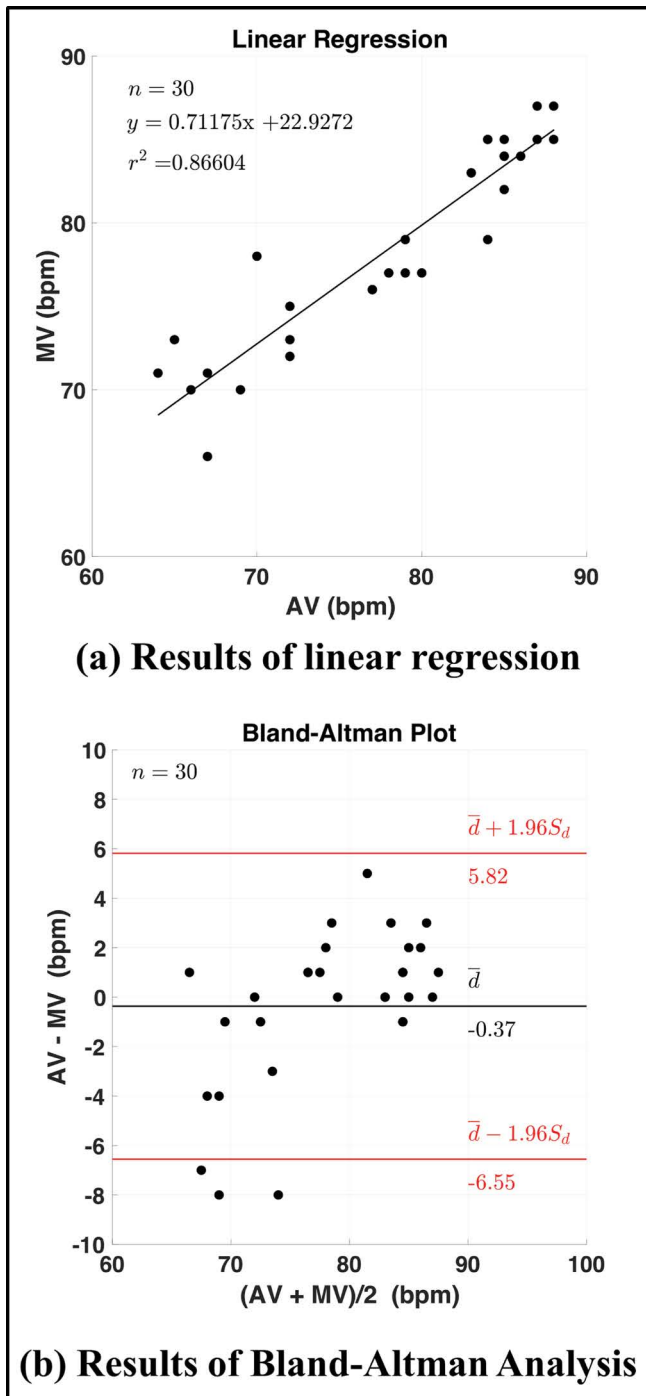 Linear Regression
90
80
70
60
MV (bpm)
n = 30
y = 0.71175x +22.9272
r² =0.86604
60 70 80 90
AV (bpm)
(a) Results of linear regression
Bland-Altman Plot
10
8
6
4
2
0
-2
-4
-6
-8
-10
AV - MV (bpm)
n = 30
d̅ + 1.96S_d
5.82
d̅
-0.37
d̅ − 1.96S_d
-6.55
60 70 80 90 100
(AV + MV)/2 (bpm)
(b) Results of Bland-Altman Analysis